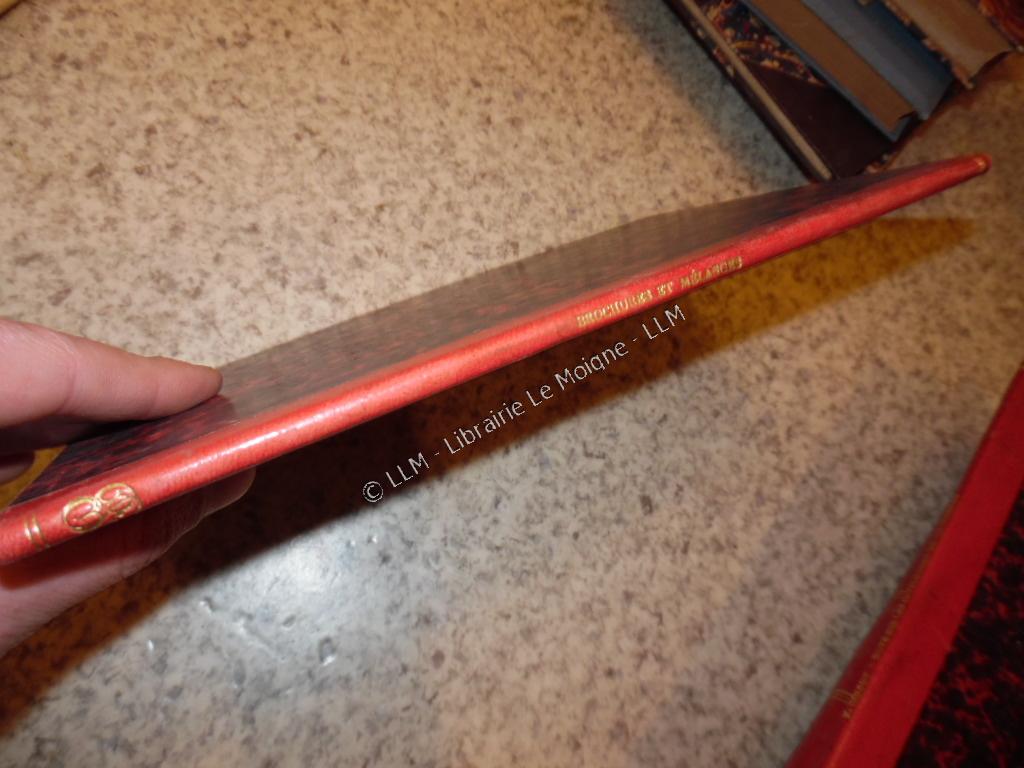 BROCHURES ET MÉLANGES
© LLM - Librairie Le Moigne - LLM